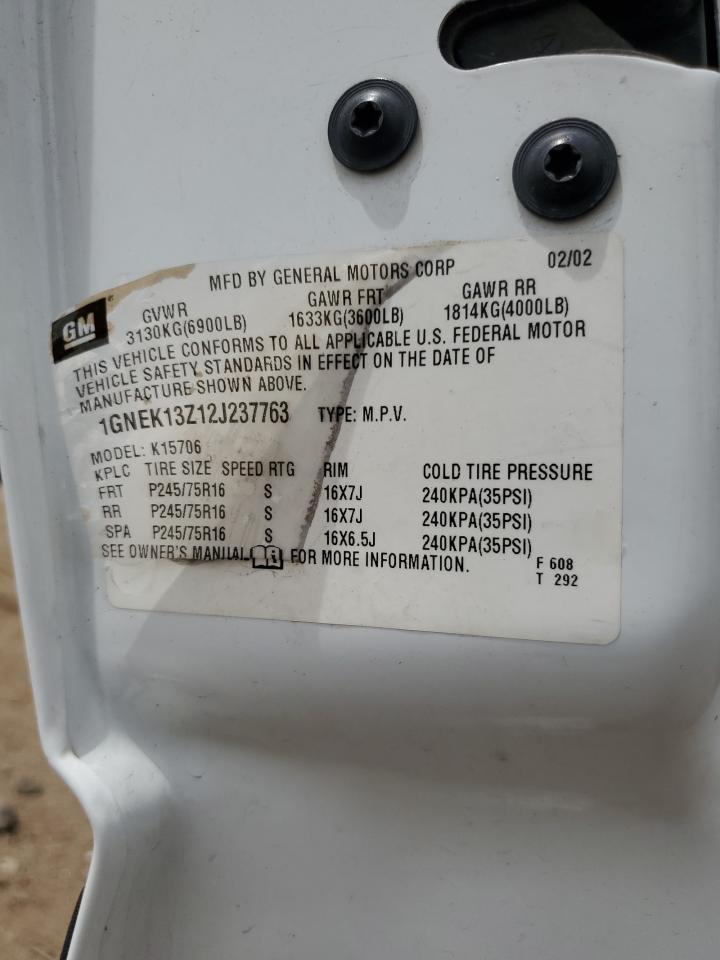 MFD BY GENERAL MOTORS CORP 02/02
GM
GVWR GAWR FRT GAWR RR
3130KG(6900LB) 1633KG(3600LB) 1814KG(4000LB)
THIS VEHICLE CONFORMS TO ALL APPLICABLE U.S. FEDERAL MOTOR
VEHICLE SAFETY STANDARDS IN EFFECT ON THE DATE OF
MANUFACTURE SHOWN ABOVE.
1GNEK13Z12J237763 TYPE: M.P.V.
MODEL: K15706
KPLC TIRE SIZE SPEED RTG RIM COLD TIRE PRESSURE
FRT P245/75R16 S 16X7J 240KPA(35PSI)
RR P245/75R16 S 16X7J 240KPA(35PSI)
SPA P245/75R16 S 16X6.5J 240KPA(35PSI)
SEE OWNER'S MANUAL i FOR MORE INFORMATION.
F 608
T 292